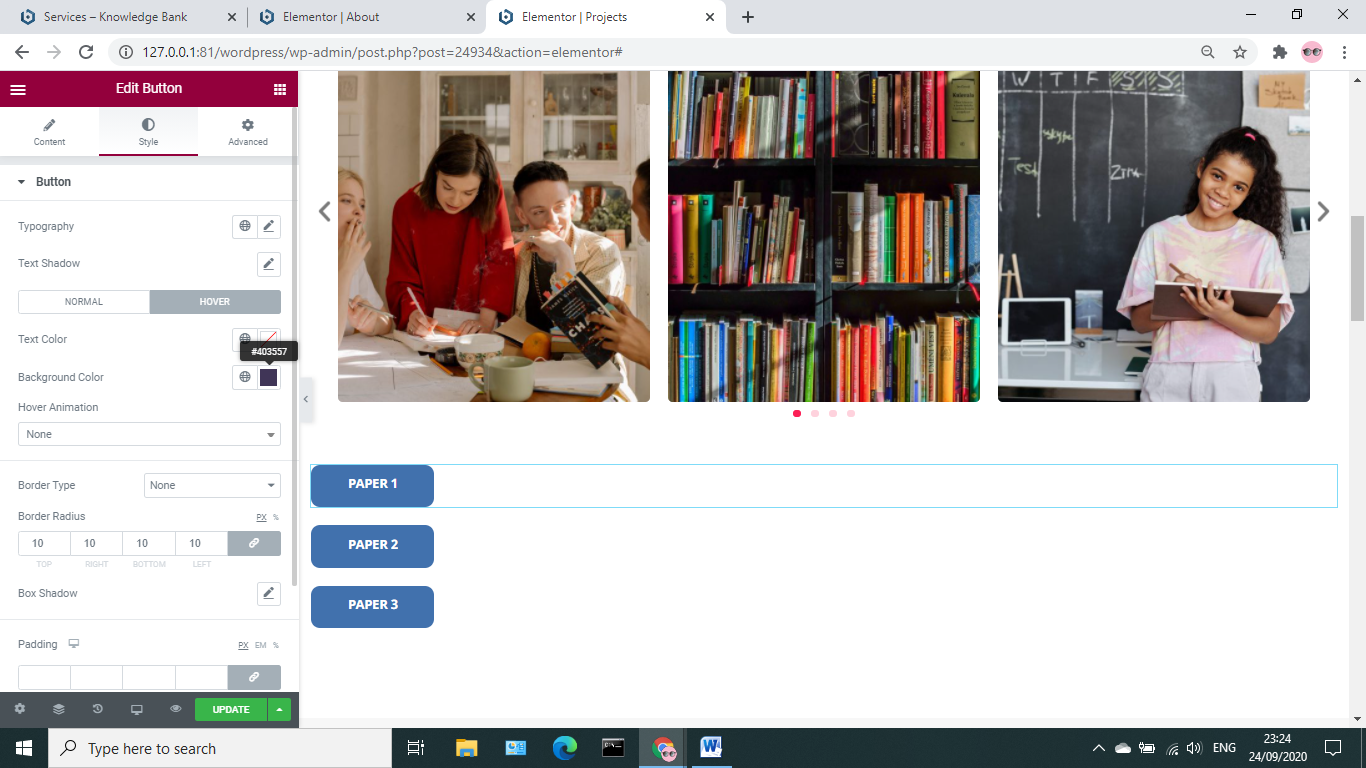 Services – Knowledge Bank
Elementor | About
Elementor | Projects
127.0.0.1:81/wordpress/wp-admin/post.php?post=24934&action=elementor#
Edit Button
Content
Style
Advanced
Button
Typography
Text Shadow
NORMAL
HOVER
Text Color
#403557
Background Color
Hover Animation
None
Border Type
None
Border Radius
PX %
10 10 10 10
TOP RIGHT BOTTOM LEFT
Box Shadow
Padding
PX EM %
UPDATE
W T F S S
skype
Test
PAPER 1
PAPER 2
PAPER 3
Type here to search
ENG
23:24
24/09/2020